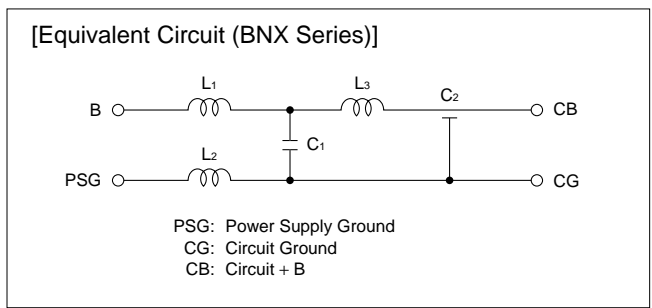 [Equivalent Circuit (BNX Series)]
L1 L3 C2
B CB
C1
L2
PSG CG
PSG: Power Supply Ground
CG: Circuit Ground
CB: Circuit + B